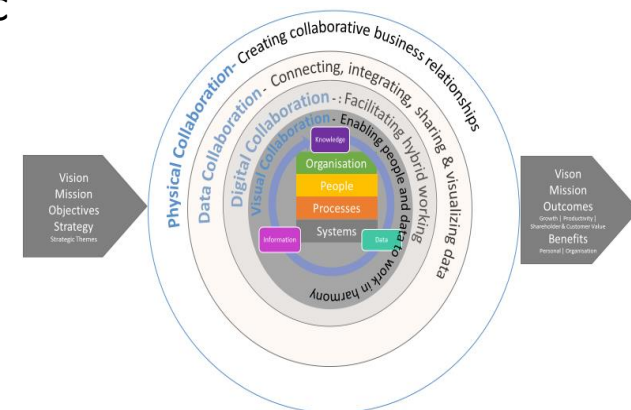 C
Vision
Mission
Objectives
Strategy
Strategic Themes
Physical Collaboration- Creating collaborative business relationships
Data Collaboration - Connecting, integrating, sharing & visualizing data
Digital Collaboration - : Facilitating hybrid working
Visual Collaboration - Enabling people and data to work in harmony
Knowledge
Organisation
People
Processes
Systems
Information
Data
Vison
Mission
Outcomes
Growth | Productivity |
Shareholder & Customer Value
Benefits
Personal | Organisation